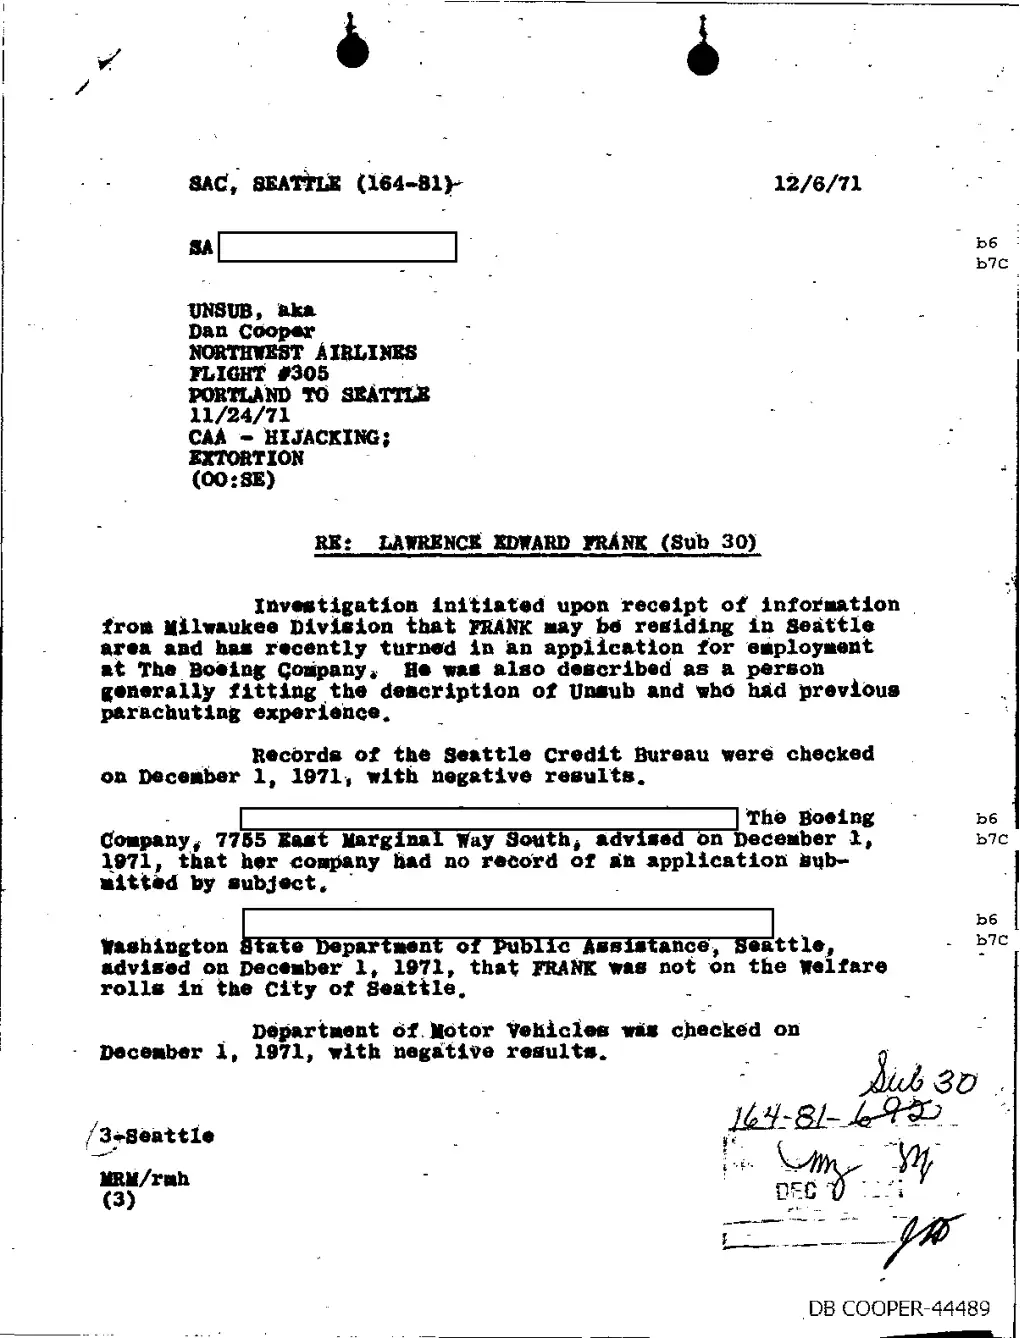 SAC, SEATTLE (164-81)
12/6/71
SA
b6
b7C
UNSUB, aka
Dan Cooper
NORTHWEST AIRLINES
FLIGHT #305
PORTLAND TO SEATTLE
11/24/71
CAA - HIJACKING;
EXTORTION
(OO:SE)
RE: LAWRENCE EDWARD FRANK (Sub 30)
Investigation initiated upon receipt of information
from Milwaukee Division that FRANK may be residing in Seattle
area and has recently turned in an application for employment
at The Boeing Company. He was also described as a person
generally fitting the description of Unsub and who had previous
parachuting experience.
Records of the Seattle Credit Bureau were checked
on December 1, 1971, with negative results.
The Boeing
b6
Company, 7755 East Marginal Way South, advised on December 1,
b7C
1971, that her company had no record of an application sub-
mitted by subject.
b6
Washington State Department of Public Assistance, Seattle,
b7C
advised on December 1, 1971, that FRANK was not on the Welfare
rolls in the City of Seattle.
Department of Motor Vehicles was checked on
December 1, 1971, with negative results.
Sub 30
164-81-692
3-Seattle
MRM/rmh
(3)
DEC
DB COOPER-44489